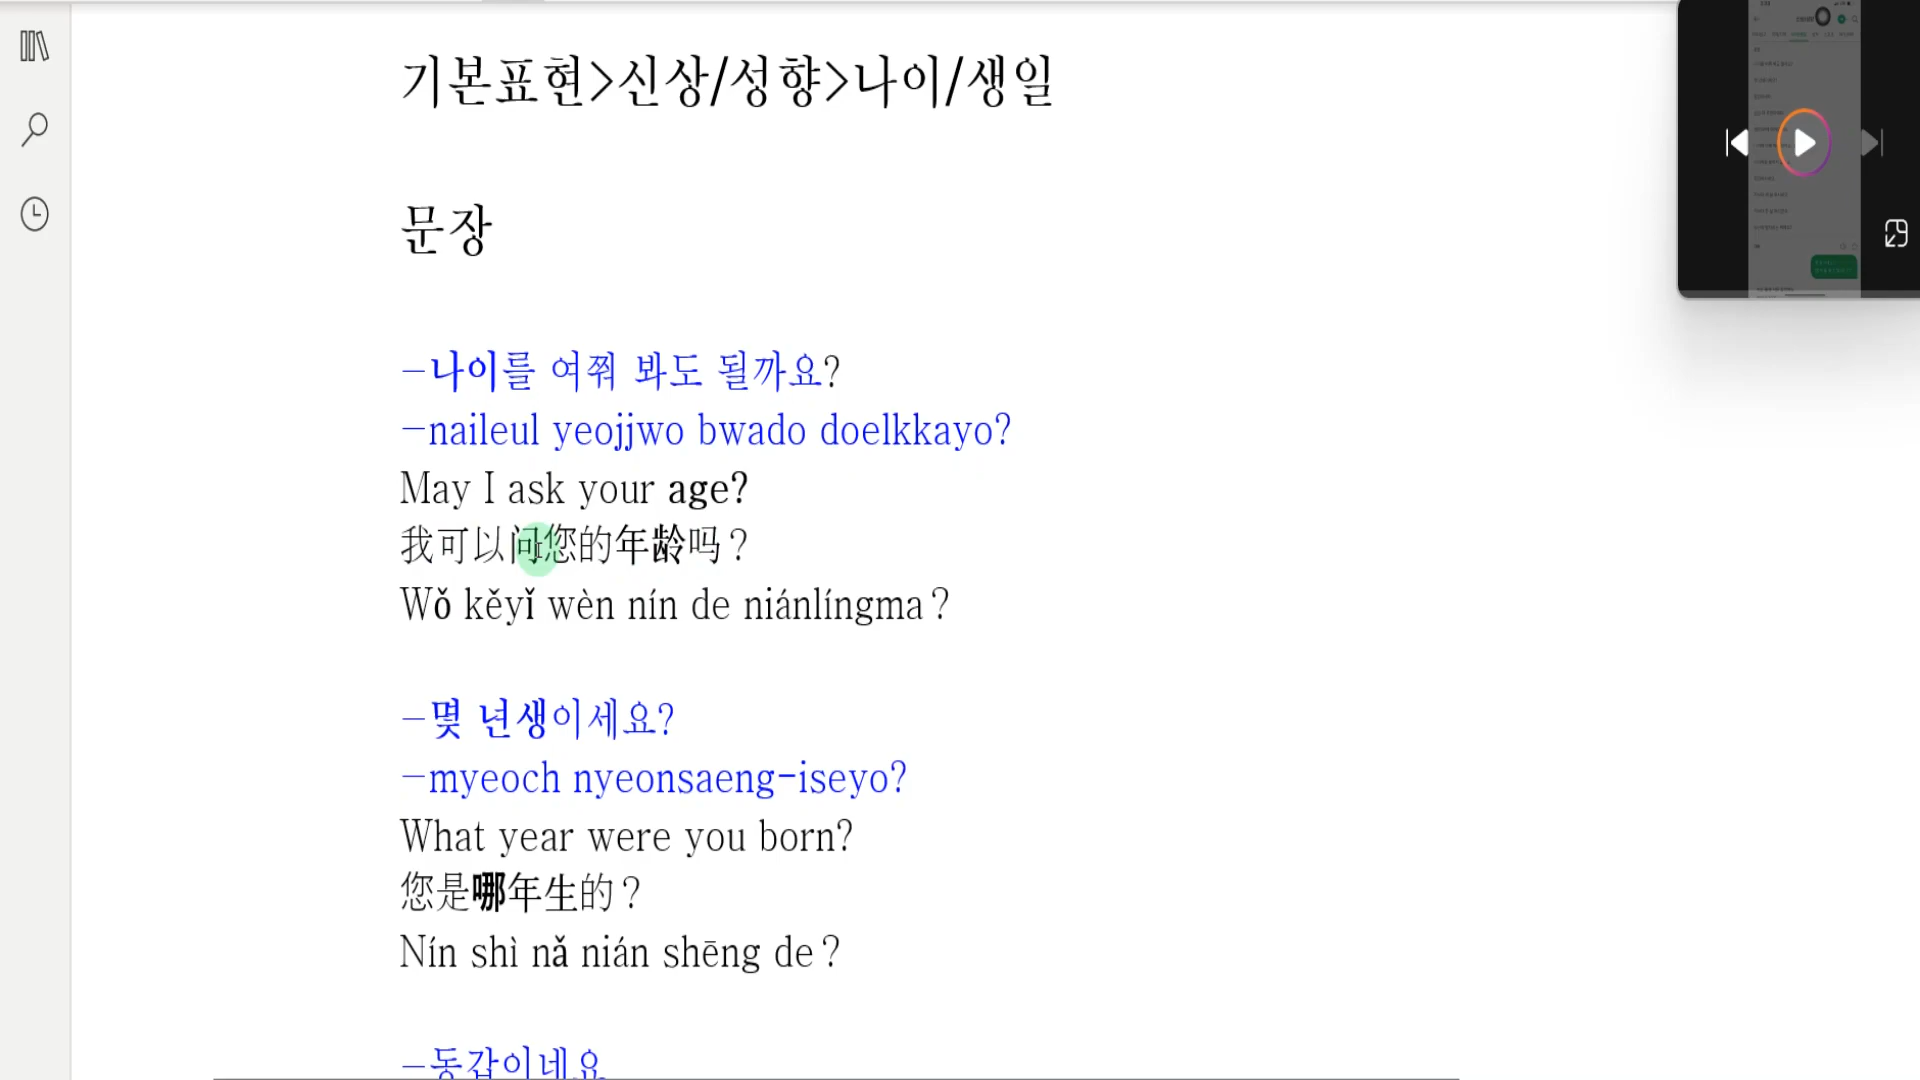 기본표현>신상/성향>나이/생일
문장
-나이를 여쭤 봐도 될까요?
-naileul yeojjwo bwado doelkkayo?
May I ask your age?
我可以问您的年龄吗？
Wǒ kěyǐ wèn nín de niánlíngma？
-몇 년생이세요?
-myeoch nyeonsaeng-iseyo?
What year were you born?
您是哪年生的？
Nín shì nǎ nián shēng de？
-동갑이네요